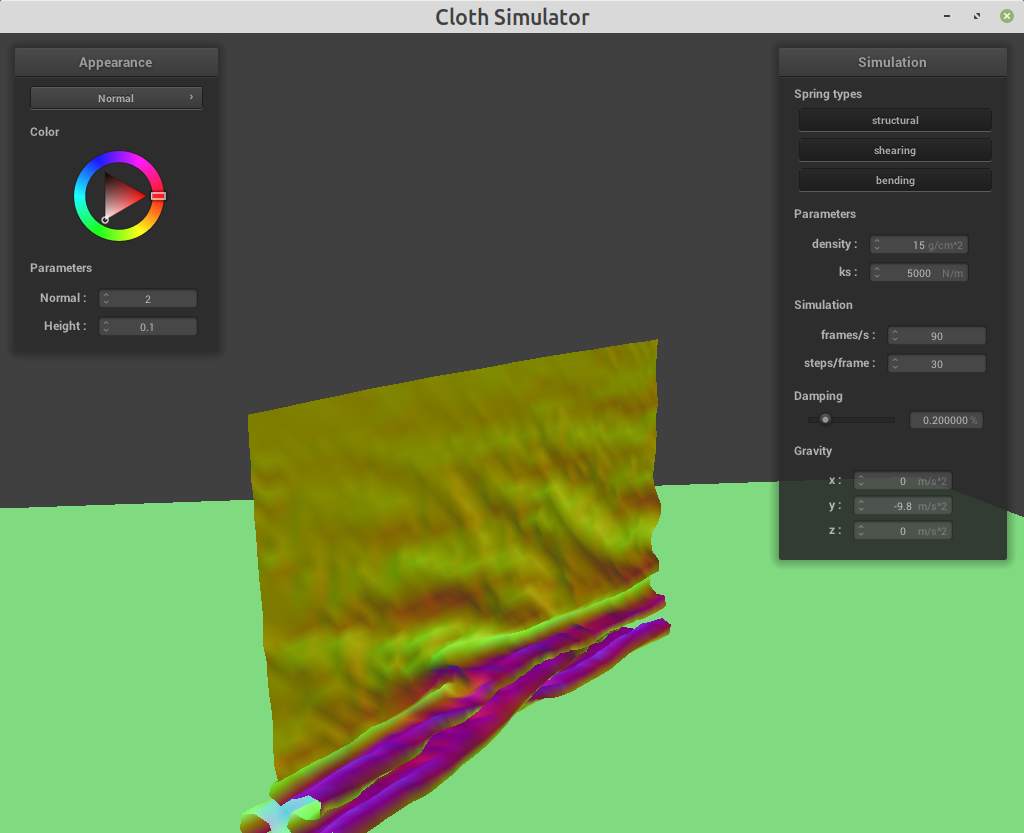 Cloth Simulator
Appearance
Normal
Color
Parameters
Normal : 2
Height : 0.1
Simulation
Spring types
structural
shearing
bending
Parameters
density : 15 g/cm^2
ks : 5000 N/m
Simulation
frames/s : 90
steps/frame : 30
Damping
0.200000 %
Gravity
x : 0 m/s^2
y : -9.8 m/s^2
z : 0 m/s^2